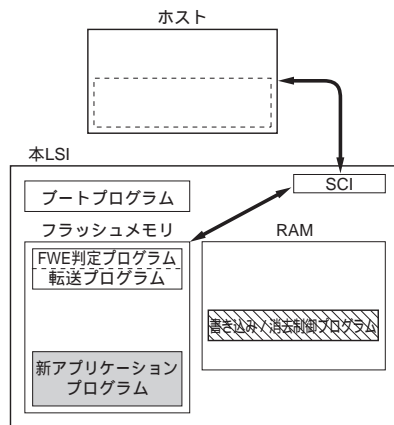 ホスト
本LSI
SCI
ブートプログラム
フラッシュメモリ
RAM
FWE判定プログラム
転送プログラム
書き込み/消去制御プログラム
新アプリケーション
プログラム